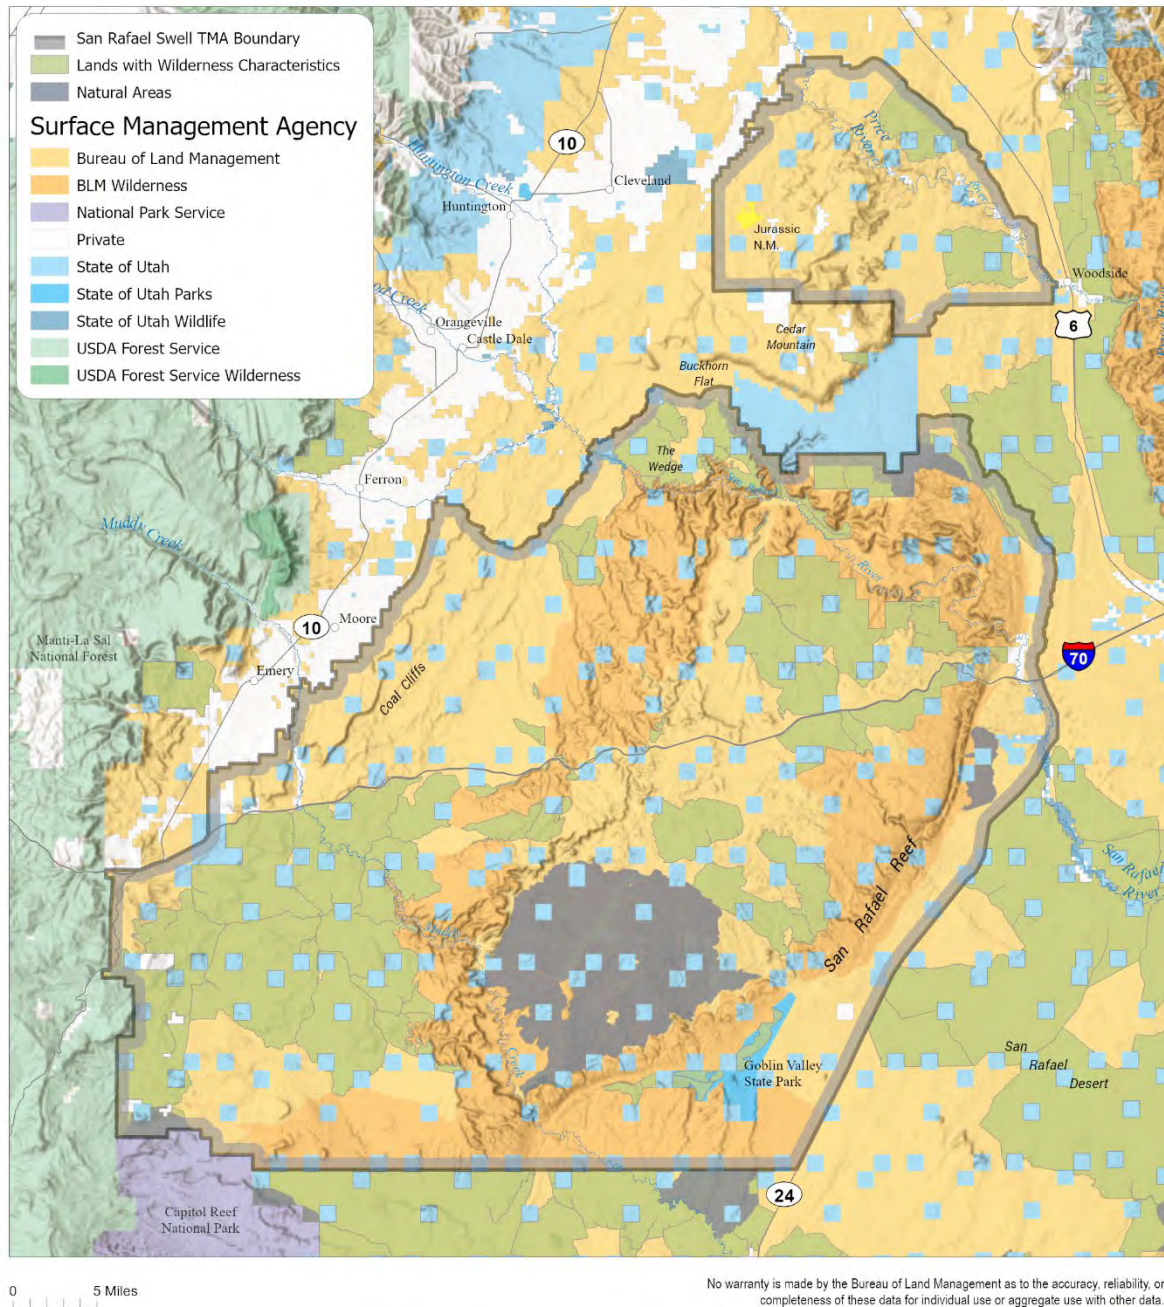 San Rafael Swell TMA Boundary
Lands with Wilderness Characteristics
Natural Areas
Surface Management Agency
Bureau of Land Management
BLM Wilderness
National Park Service
Private
State of Utah
State of Utah Parks
State of Utah Wildlife
USDA Forest Service
USDA Forest Service Wilderness
10
Huntington Creek
Cleveland
Huntington
Price
River
River
Jurassic
N.M.
Woodside
6
Creek
Orangeville
Castle Dale
Cedar
Mountain
Buckhorn
Flat
The
Wedge
Ferron
Muddy Creek
River
10
Moore
Manti-La Sal
National Forest
Emery
70
Coal Cliffs
San Rafael Reef
San Rafael
River
Muddy
Creek
Goblin Valley
State Park
San
Rafael
Desert
24
Capitol Reef
National Park
0 5 Miles
No warranty is made by the Bureau of Land Management as to the accuracy, reliability, or
completeness of these data for individual use or aggregate use with other data.